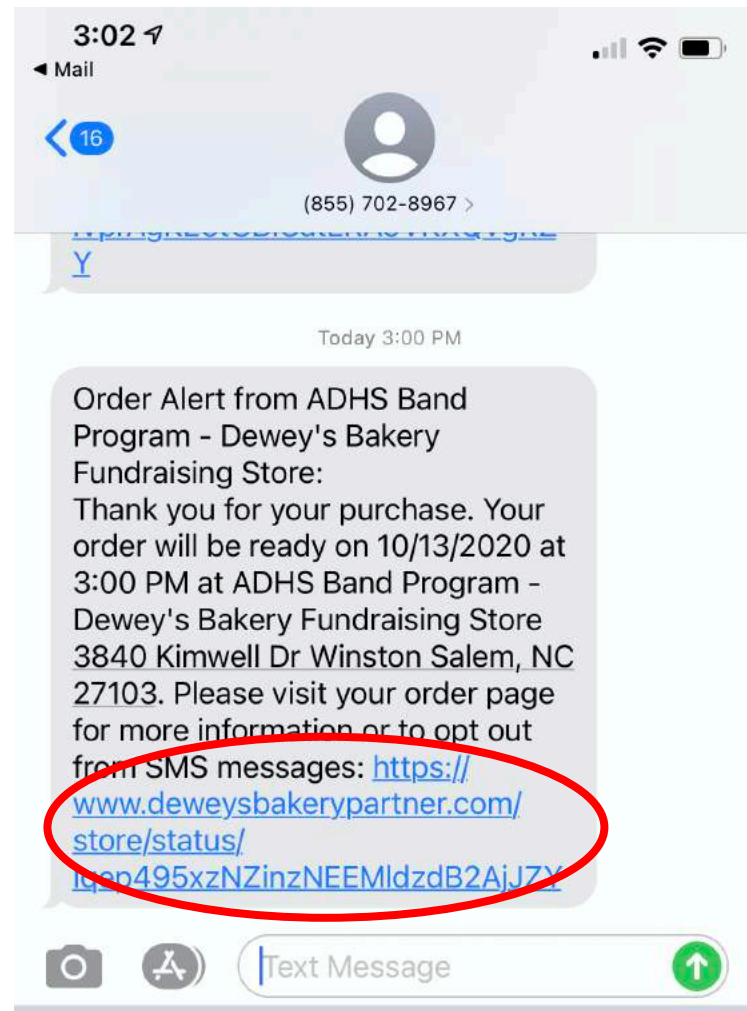 3:02
Mail
16
(855) 702-8967
Y
Today 3:00 PM
Order Alert from ADHS Band
Program - Dewey's Bakery
Fundraising Store:
Thank you for your purchase. Your
order will be ready on 10/13/2020 at
3:00 PM at ADHS Band Program -
Dewey's Bakery Fundraising Store
3840 Kimwell Dr Winston Salem, NC
27103. Please visit your order page
for more information or to opt out
from SMS messages: https://
www.deweysbakerypartner.com/
store/status/
Text Message